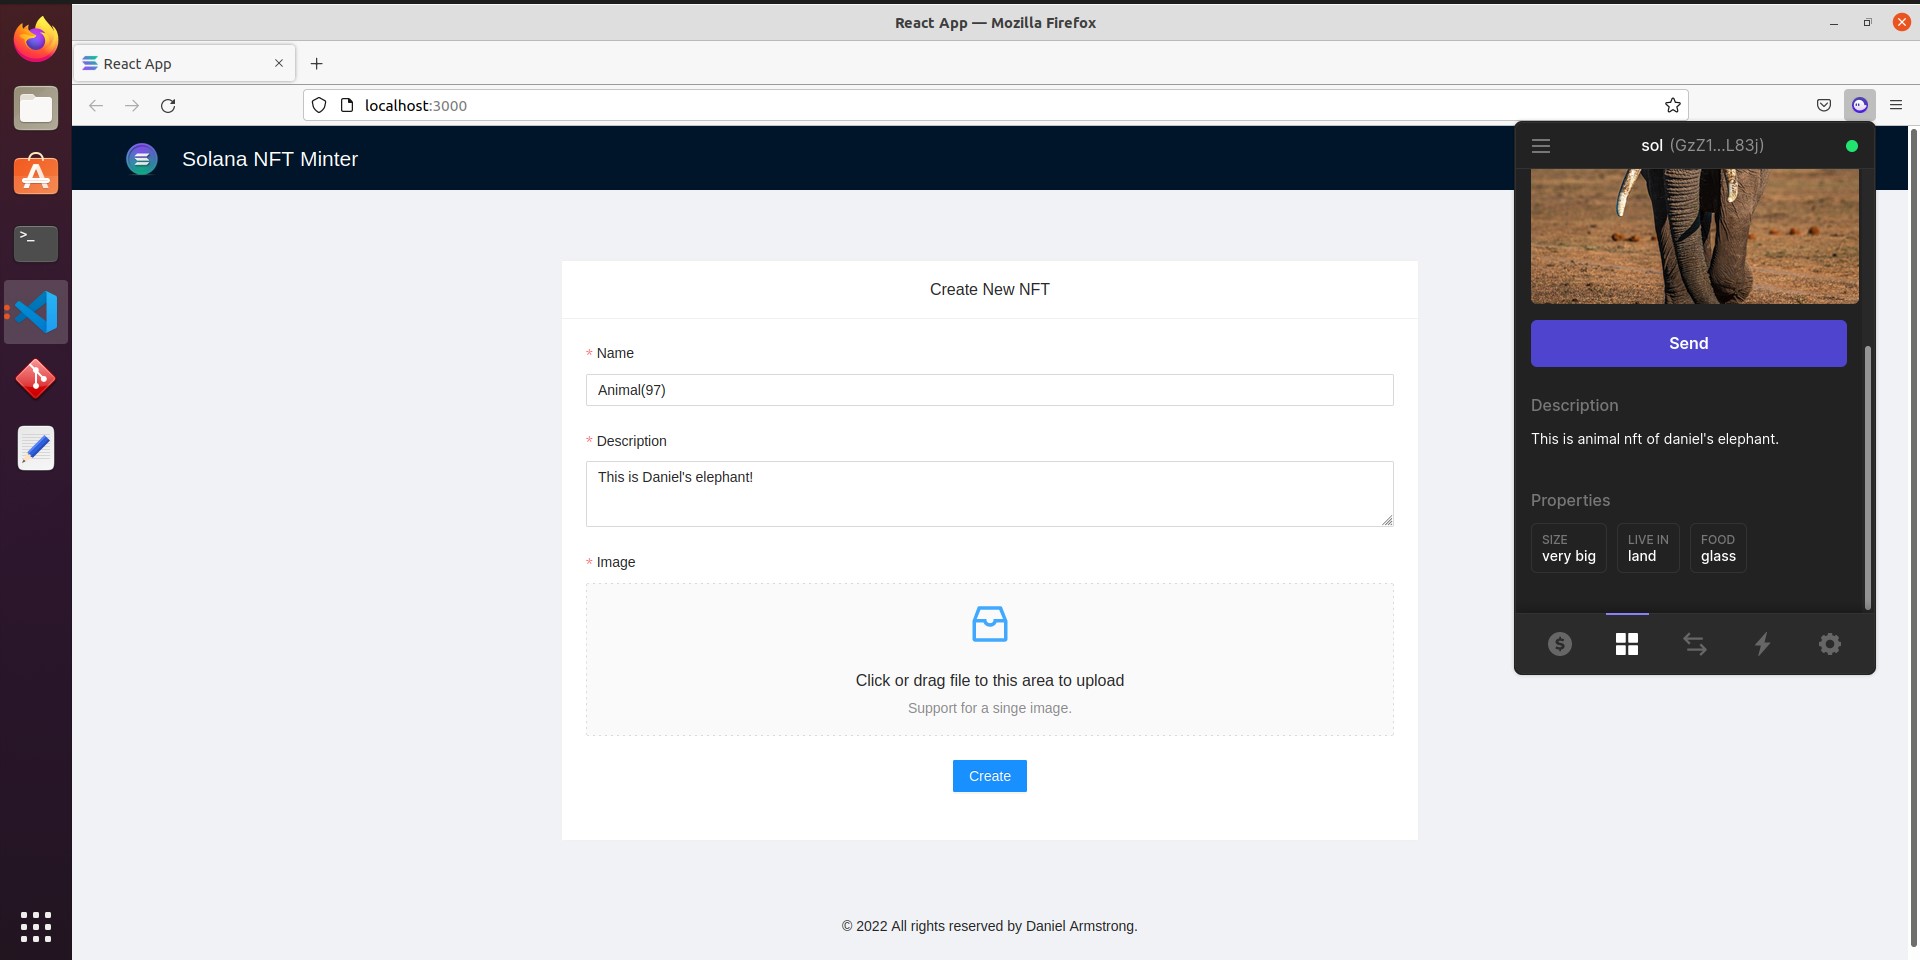 React App — Mozilla Firefox
React App
localhost:3000
Solana NFT Minter
sol (GzZ1...L83j)
Create New NFT
* Name
Animal(97)
* Description
This is Daniel's elephant!
* Image
Click or drag file to this area to upload
Support for a singe image.
Create
© 2022 All rights reserved by Daniel Armstrong.
Send
Description
This is animal nft of daniel's elephant.
Properties
SIZE
very big
LIVE IN
land
FOOD
glass